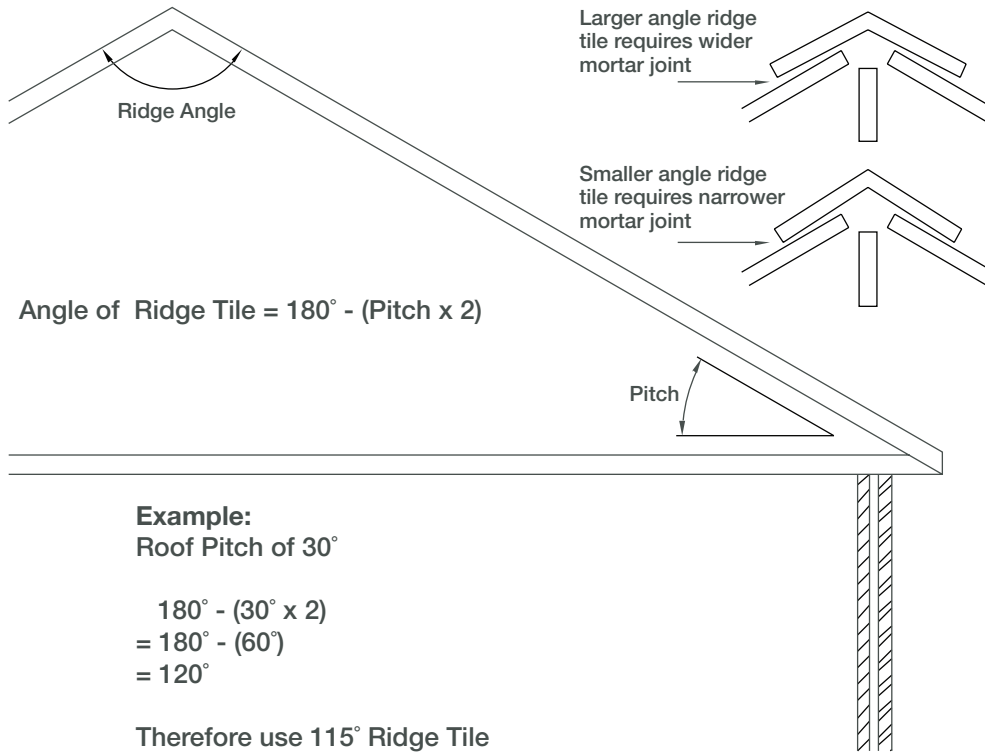 Larger angle ridge
tile requires wider
mortar joint
Ridge Angle
Smaller angle ridge
tile requires narrower
mortar joint
Angle of Ridge Tile = 180° - (Pitch x 2)
Pitch
Example:
Roof Pitch of 30°
180° - (30° x 2)
= 180° - (60°)
= 120°
Therefore use 115° Ridge Tile